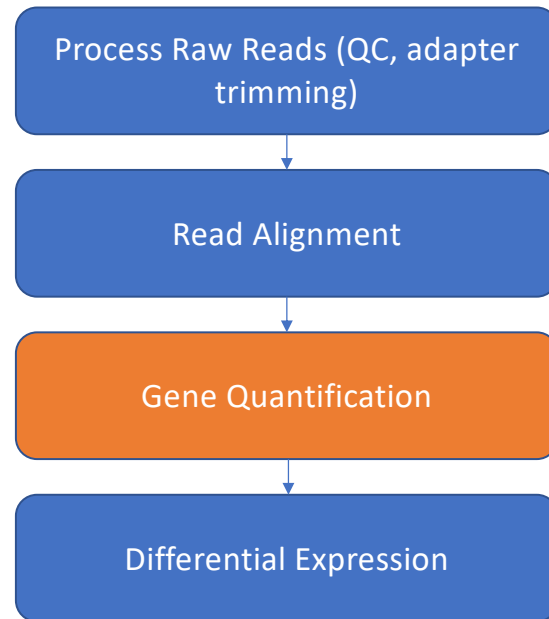 Process Raw Reads (QC, adapter
trimming)
Read Alignment
Gene Quantification
Differential Expression